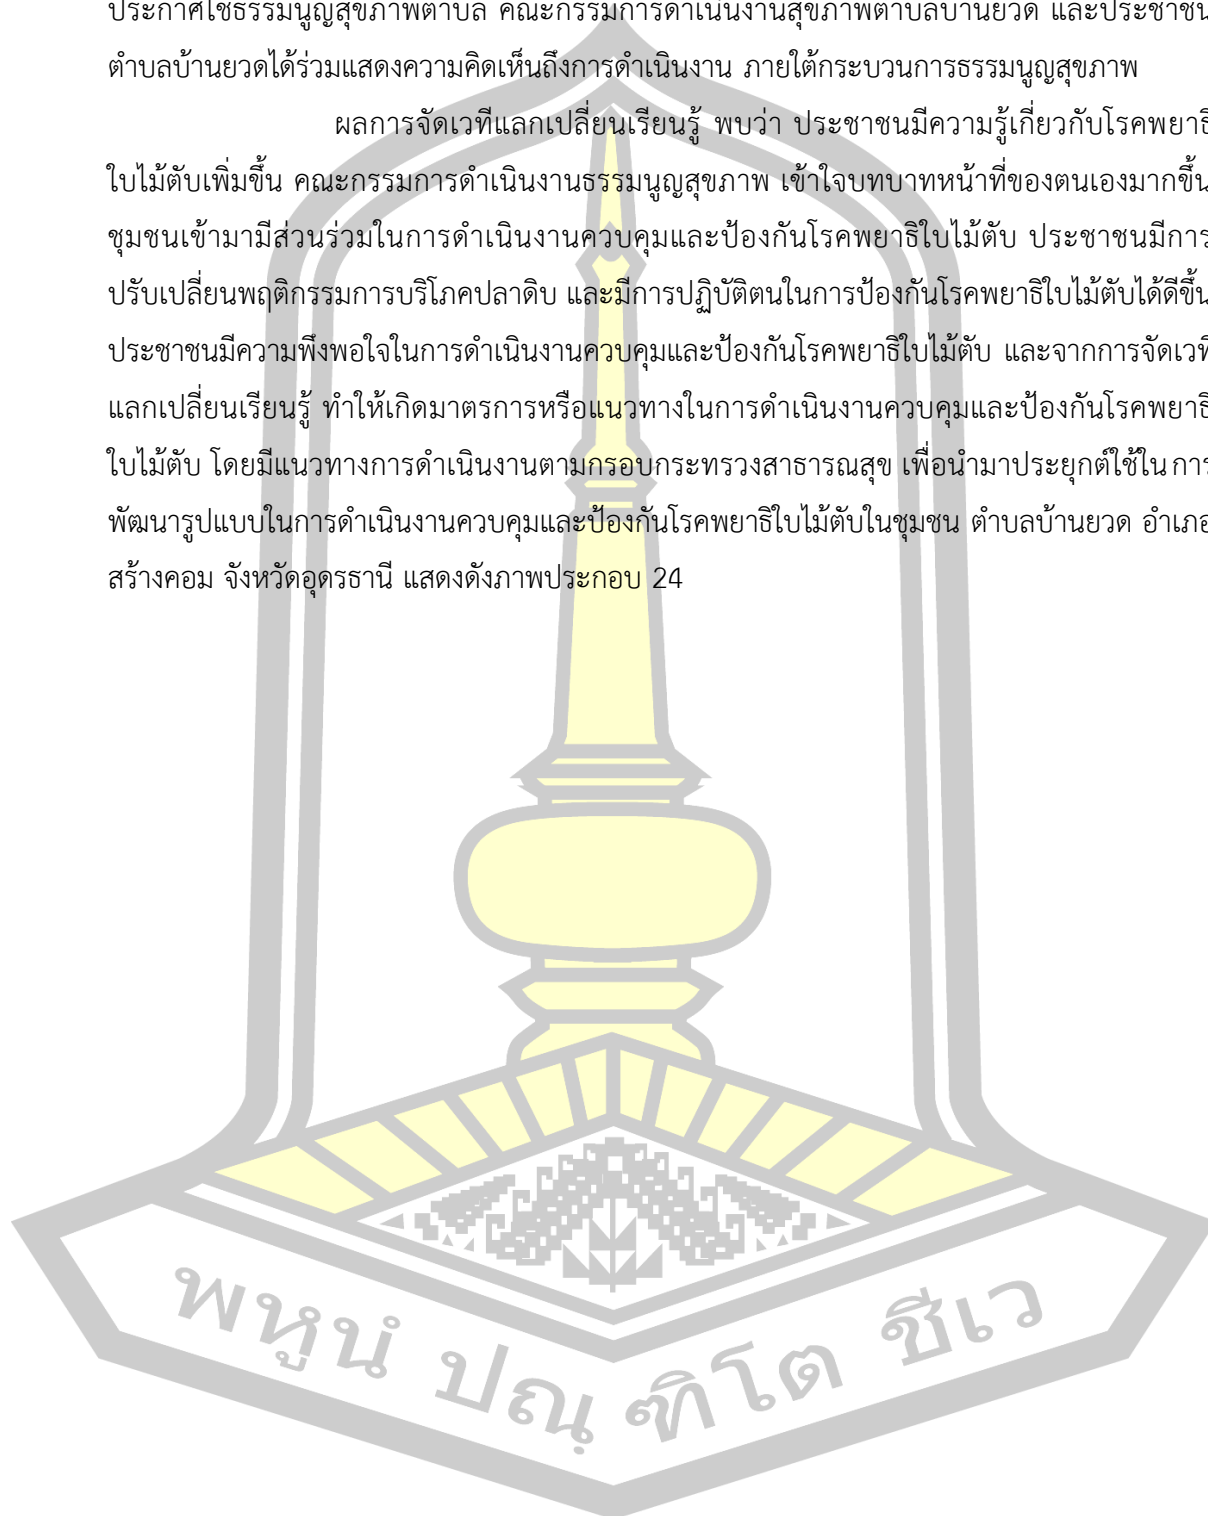 ประกาศใช้ธรรมนูญสุขภาพตำบล คณะกรรมการดำเนินงานสุขภาพตำบลบ้านยวด และประชาชน
ตำบลบ้านยวดได้ร่วมแสดงความคิดเห็นถึงการดำเนินงาน ภายใต้กระบวนการธรรมนูญสุขภาพ
ผลการจัดเวทีแลกเปลี่ยนเรียนรู้ พบว่า ประชาชนมีความรู้เกี่ยวกับโรคพยาธิ
ใบไม้ตับเพิ่มขึ้น คณะกรรมการดำเนินงานธรรมนูญสุขภาพ เข้าใจบทบาทหน้าที่ของตนเองมากขึ้น
ชุมชนเข้ามามีส่วนร่วมในการดำเนินงานควบคุมและป้องกันโรคพยาธิใบไม้ตับ ประชาชนมีการ
ปรับเปลี่ยนพฤติกรรมการบริโภคปลาดิบ และมีการปฏิบัติตนในการป้องกันโรคพยาธิใบไม้ตับได้ดีขึ้น
ประชาชนมีความพึงพอใจในการดำเนินงานควบคุมและป้องกันโรคพยาธิใบไม้ตับ และจากการจัดเวที
แลกเปลี่ยนเรียนรู้ ทำให้เกิดมาตรการหรือแนวทางในการดำเนินงานควบคุมและป้องกันโรคพยาธิ
ใบไม้ตับ โดยมีแนวทางการดำเนินงานตามกรอบกระทรวงสาธารณสุข เพื่อนำมาประยุกต์ใช้ในการ
พัฒนารูปแบบในการดำเนินงานควบคุมและป้องกันโรคพยาธิใบไม้ตับในชุมชน ตำบลบ้านยวด อำเภอ
สร้างคอม จังหวัดอุดรธานี แสดงดังภาพประกอบ 24
พหูนํ ปณฺฑิโต ชีเว